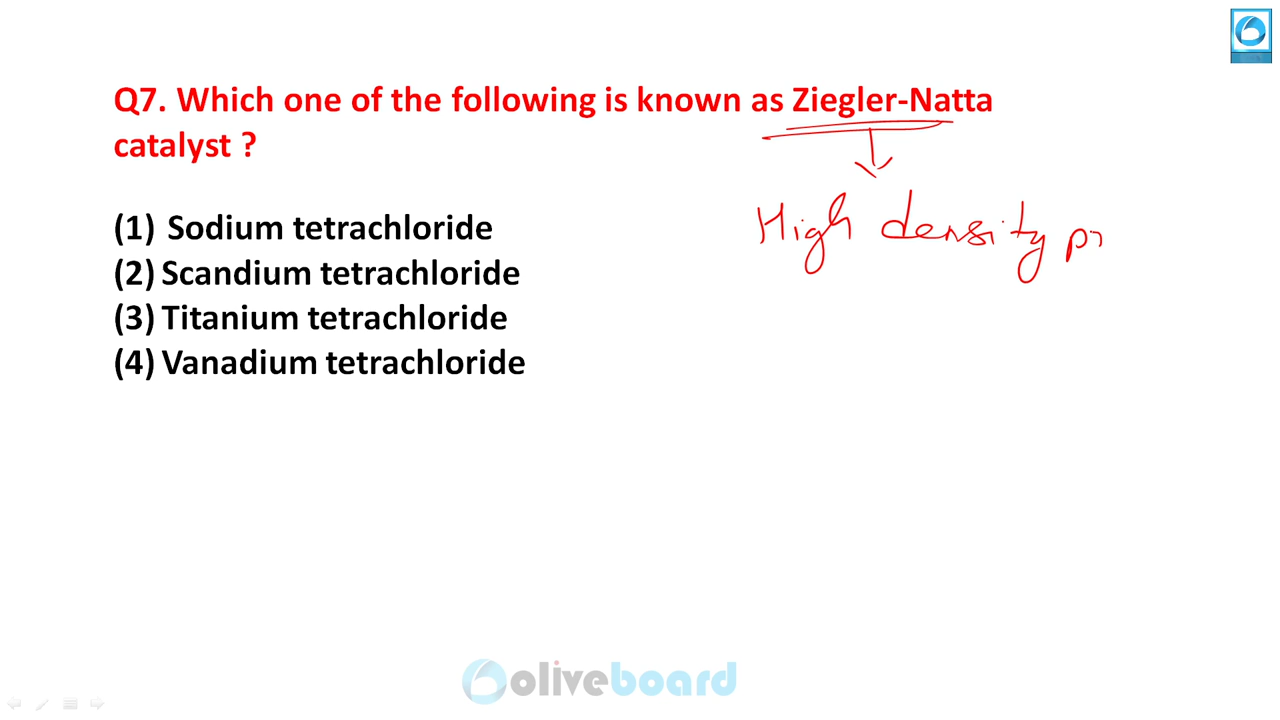 Q7. Which one of the following is known as Ziegler-Natta
catalyst ?
High density
(1) Sodium tetrachloride
(2) Scandium tetrachloride
(3) Titanium tetrachloride
(4) Vanadium tetrachloride
oliveboard